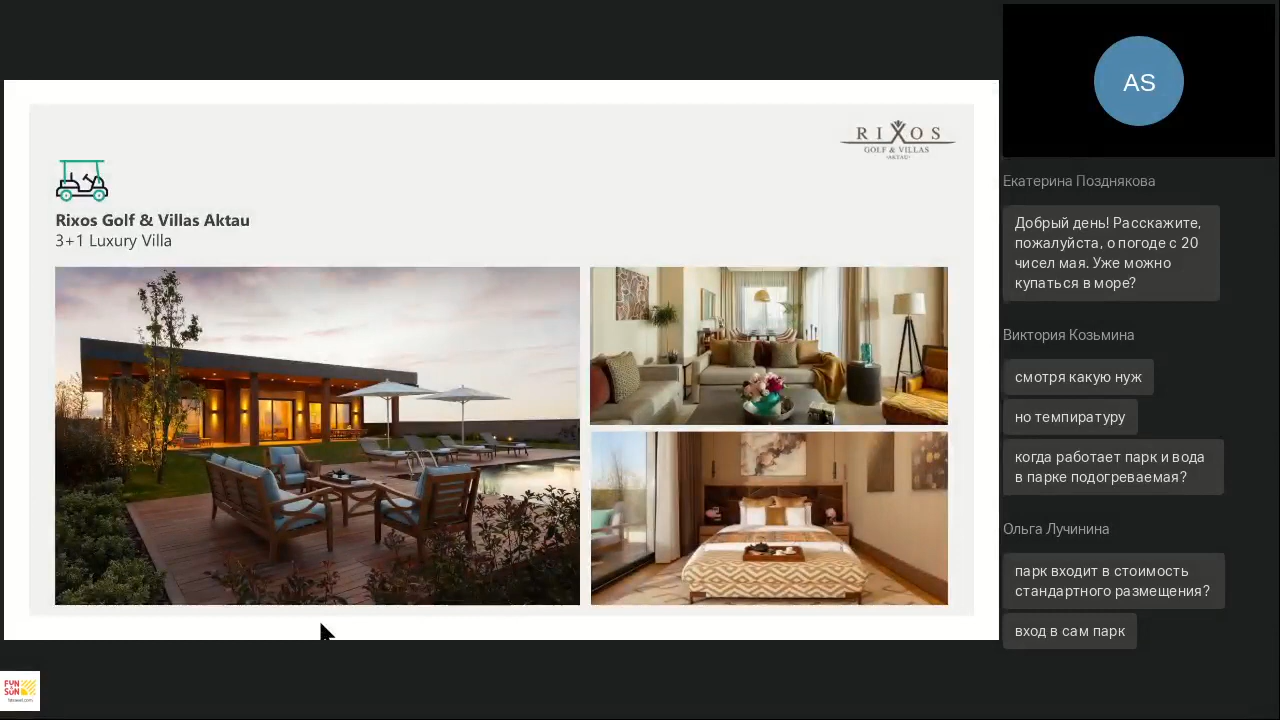 RIXOS
GOLF & VILLAS
·AKTAU·
Rixos Golf & Villas Aktau
3+1 Luxury Villa
AS
Екатерина Позднякова
Добрый день! Расскажите,
пожалуйста, о погоде с 20
чисел мая. Уже можно
купаться в море?
Виктория Козьмина
смотря какую нуж
но темпиратуру
когда работает парк и вода
в парке подогреваемая?
Ольга Лучинина
парк входит в стоимость
стандартного размещения?
вход в сам парк
FUN
SUN